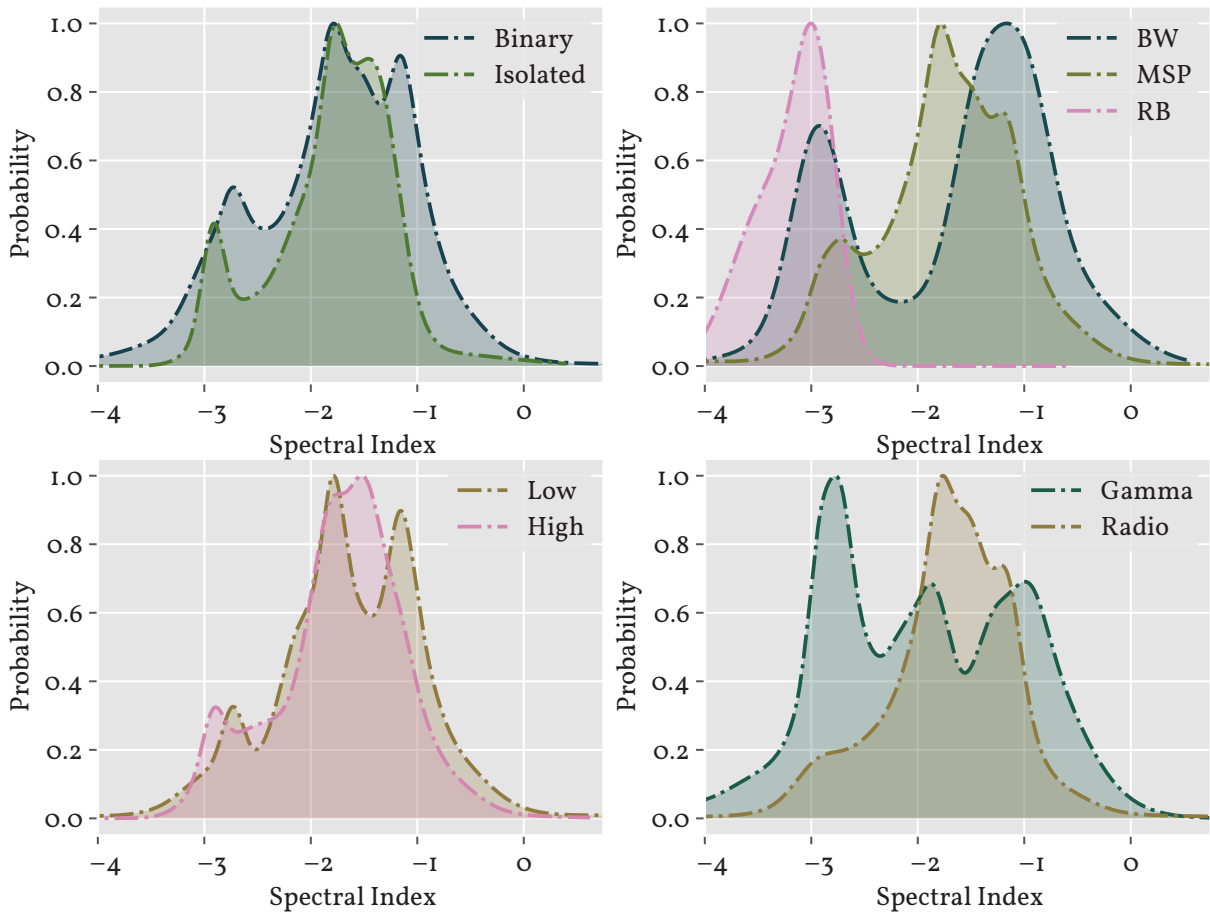 Probability
1.0
0.8
0.6
0.4
0.2
0.0
Binary
Isolated
−4 −3 −2 −1 0
Spectral Index
Probability
1.0
0.8
0.6
0.4
0.2
0.0
BW
MSP
RB
−4 −3 −2 −1 0
Spectral Index
Probability
1.0
0.8
0.6
0.4
0.2
0.0
Low
High
−4 −3 −2 −1 0
Spectral Index
Probability
1.0
0.8
0.6
0.4
0.2
0.0
Gamma
Radio
−4 −3 −2 −1 0
Spectral Index